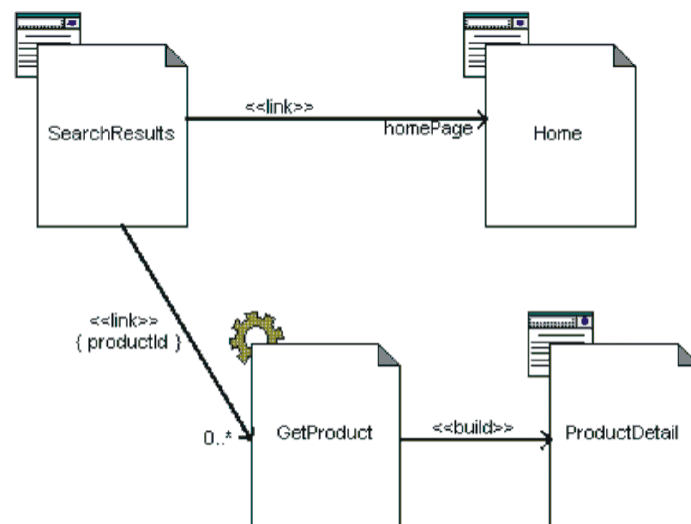 <<link>>
SearchResults
homePage
Home
<<link>>
{ productId }
0..*
GetProduct
<<build>>
ProductDetail